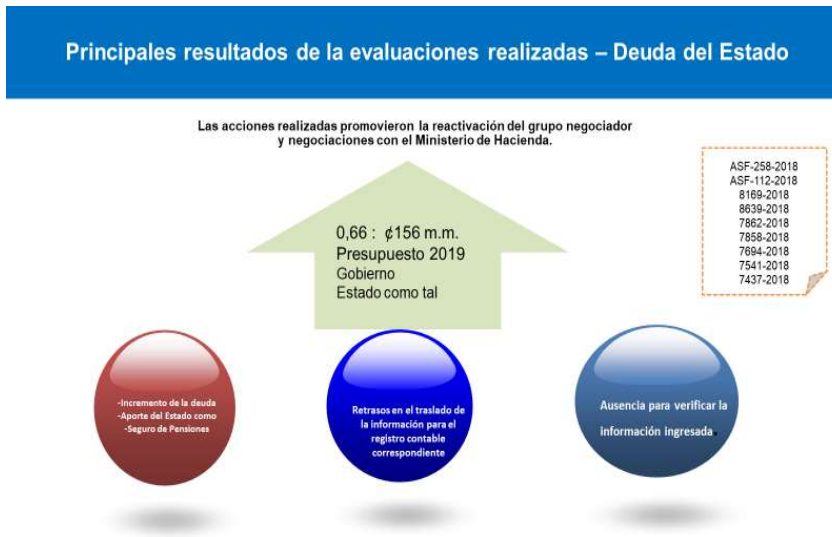 Principales resultados de la evaluaciones realizadas – Deuda del Estado
Las acciones realizadas promovieron la reactivación del grupo negociador
y negociaciones con el Ministerio de Hacienda.
ASF-258-2018
ASF-112-2018
8169-2018
8639-2018
7862-2018
7858-2018
7694-2018
7541-2018
7437-2018
0,66 : ¢156 m.m.
Presupuesto 2019
Gobierno
Estado como tal
-Incremento de la deuda
-Aporte del Estado como
-Seguro de Pensiones
Retrasos en el traslado de
la información para el
registro contable
correspondiente
Ausencia para verificar la
información ingresada.